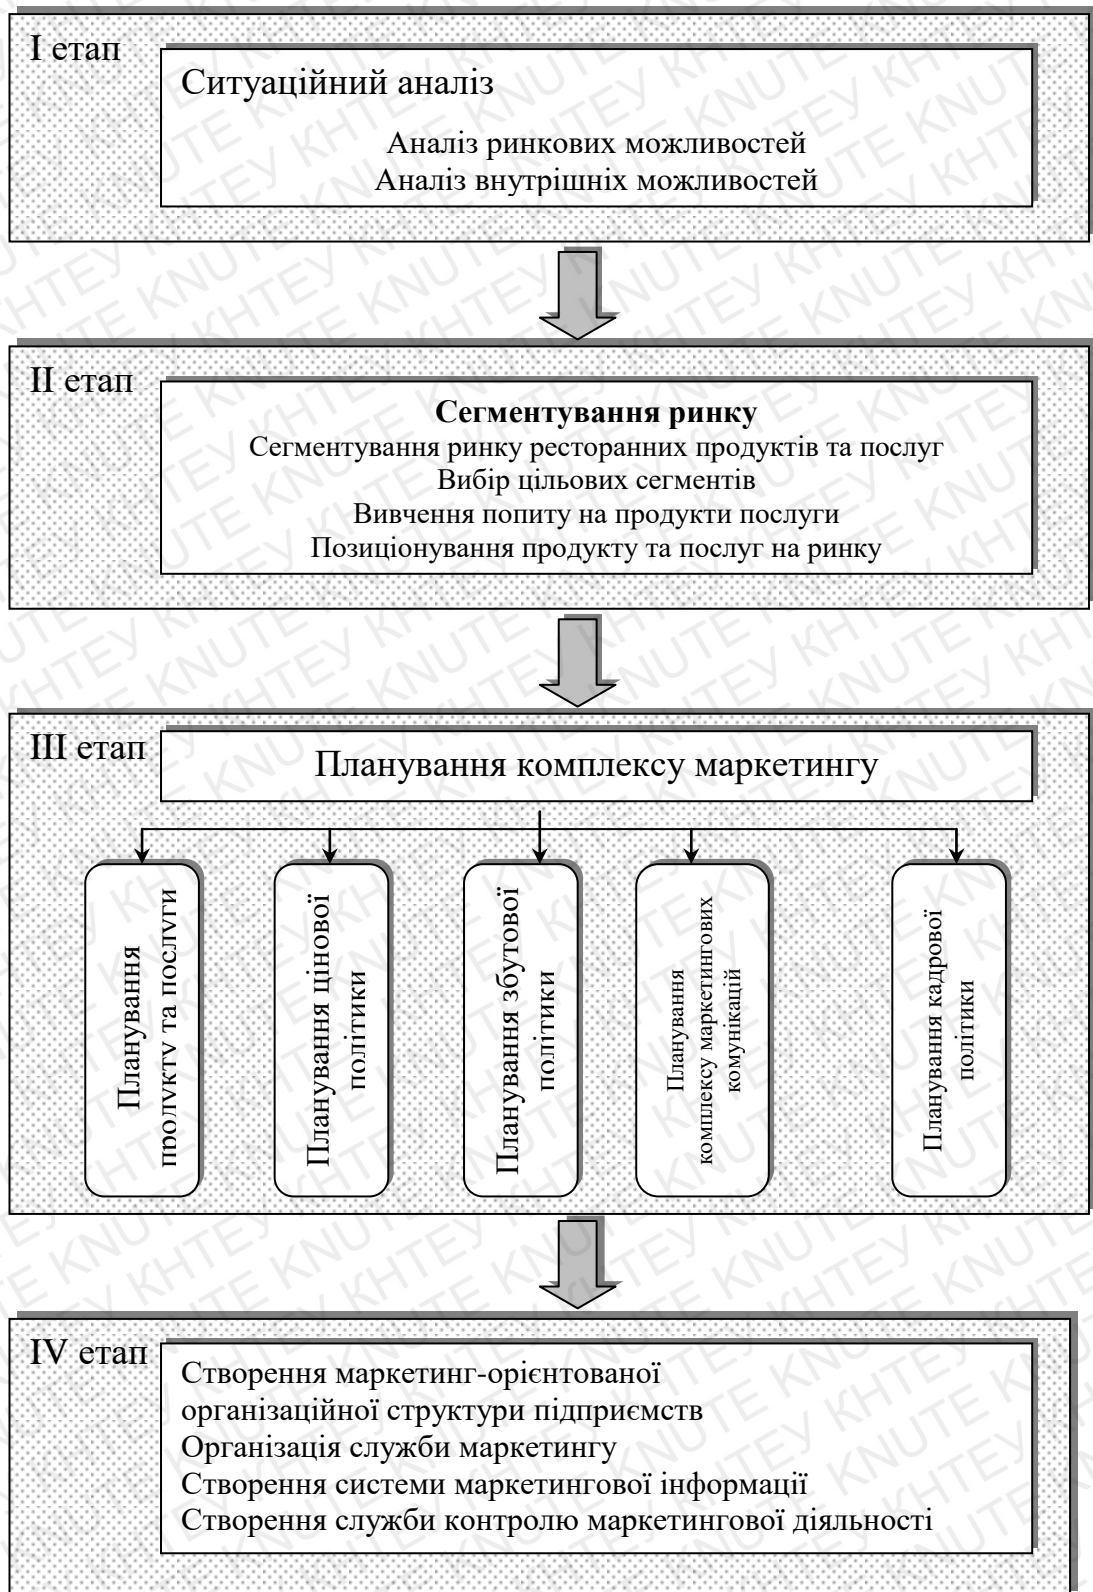 І етап
Ситуаційний аналіз
Аналіз ринкових можливостей
Аналіз внутрішніх можливостей
ІІ етап
Сегментування ринку
Сегментування ринку ресторанних продуктів та послуг
Вибір цільових сегментів
Вивчення попиту на продукти послуги
Позиціонування продукту та послуг на ринку
ІІІ етап
Планування комплексу маркетингу
Планування
продукту та послуги
Планування цінової
політики
Планування збутової
політики
Планування
комплексу маркетингових
комунікацій
Планування кадрової
політики
IV етап
Створення маркетинг-орієнтованої
організаційної структури підприємств
Організація служби маркетингу
Створення системи маркетингової інформації
Створення служби контролю маркетингової діяльності